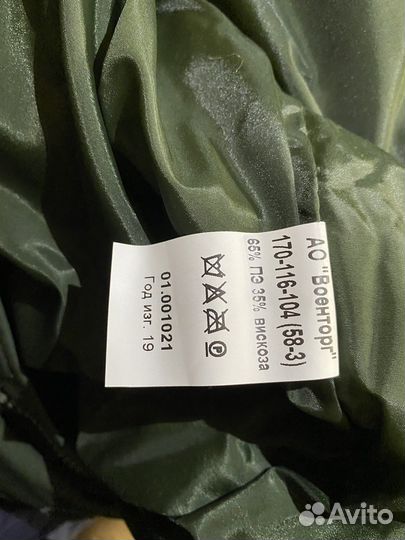 АО "Военторг"
170-116-104 (58-3)
65% ПЭ 35% вискоза
P
01.001021
Год изг. 19
Avito